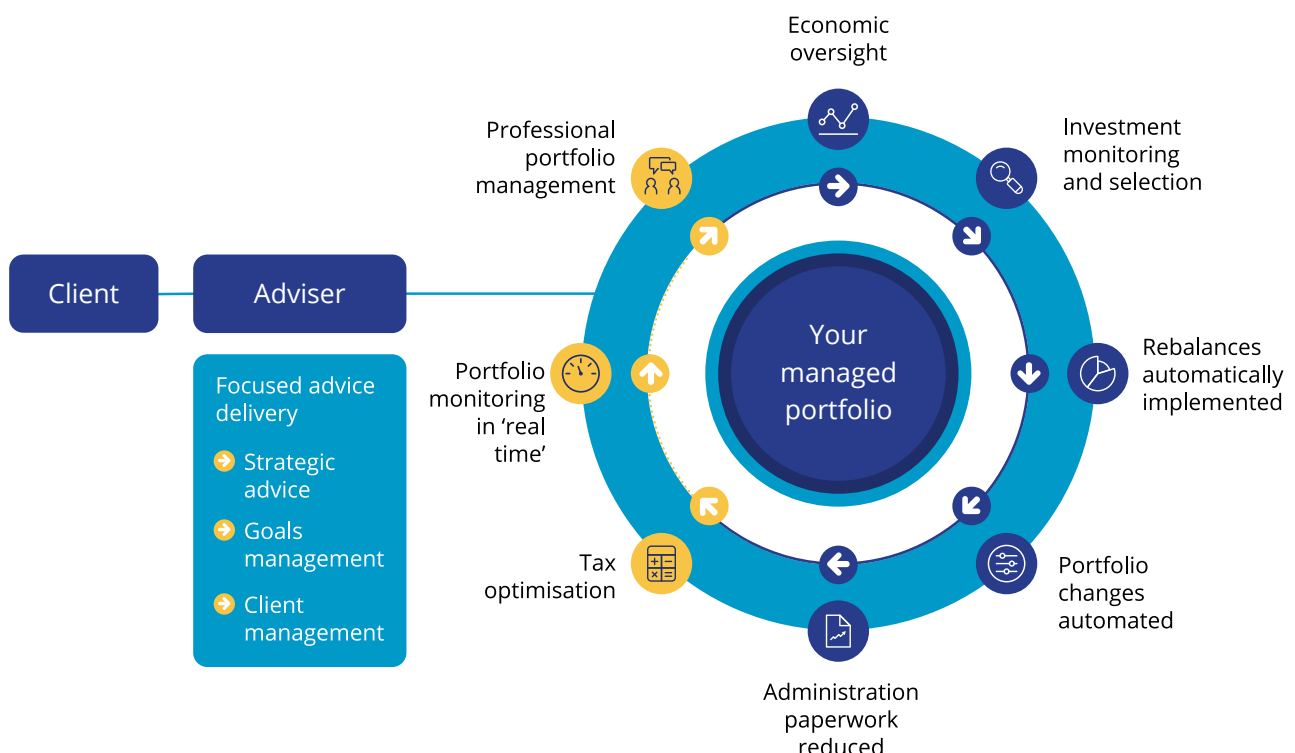 Economic
oversight
Investment
monitoring
and selection
Rebalances
automatically
implemented
Portfolio
changes
automated
Administration
paperwork
reduced
Tax
optimisation
Portfolio
monitoring
in ‘real
time’
Professional
portfolio
management
Your
managed
portfolio
Client
Adviser
Focused advice
delivery
Strategic
advice
Goals
management
Client
management